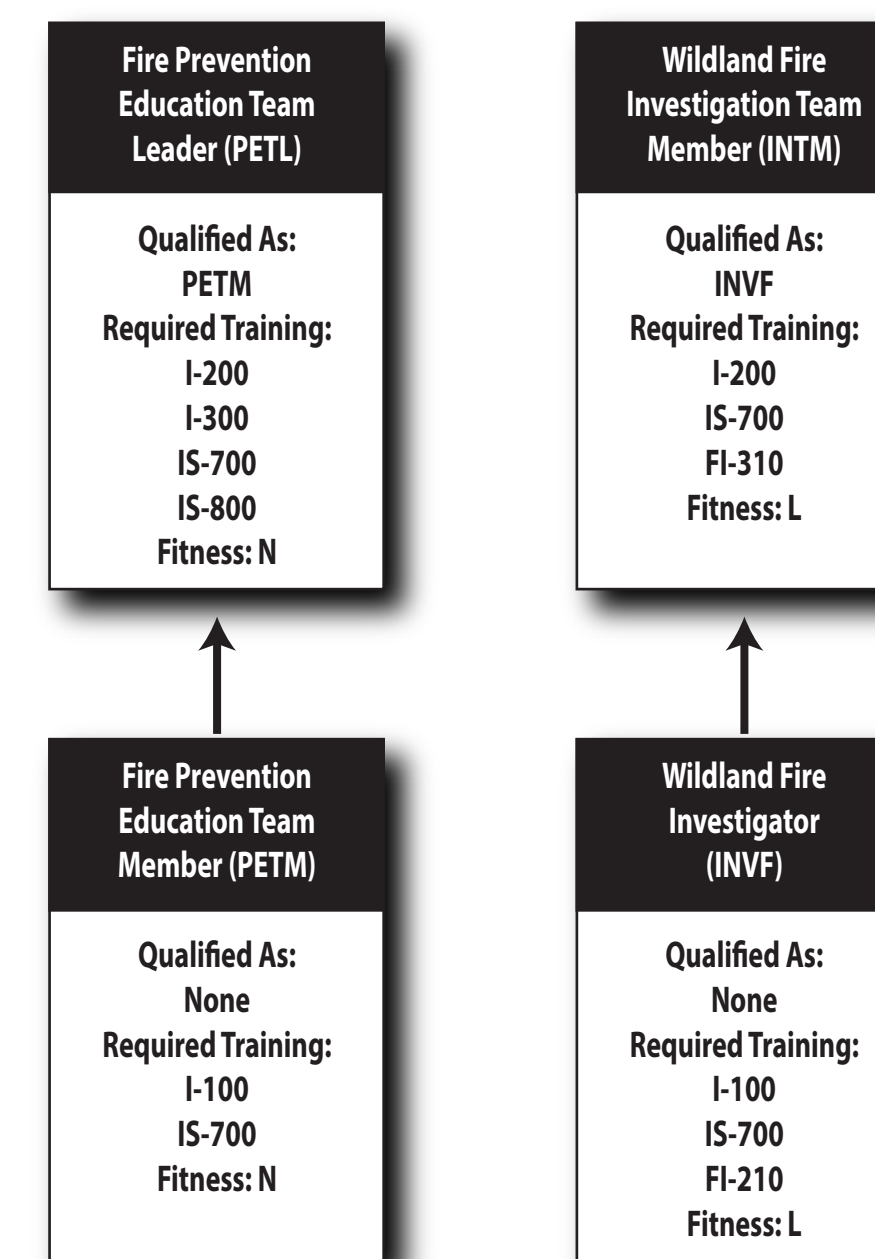 Fire Prevention
Education Team
Leader (PETL)
Qualified As:
PETM
Required Training:
I-200
I-300
IS-700
IS-800
Fitness: N
Wildland Fire
Investigation Team
Member (INTM)
Qualified As:
INVF
Required Training:
I-200
IS-700
FI-310
Fitness: L
Fire Prevention
Education Team
Member (PETM)
Qualified As:
None
Required Training:
I-100
IS-700
Fitness: N
Wildland Fire
Investigator
(INVF)
Qualified As:
None
Required Training:
I-100
IS-700
FI-210
Fitness: L